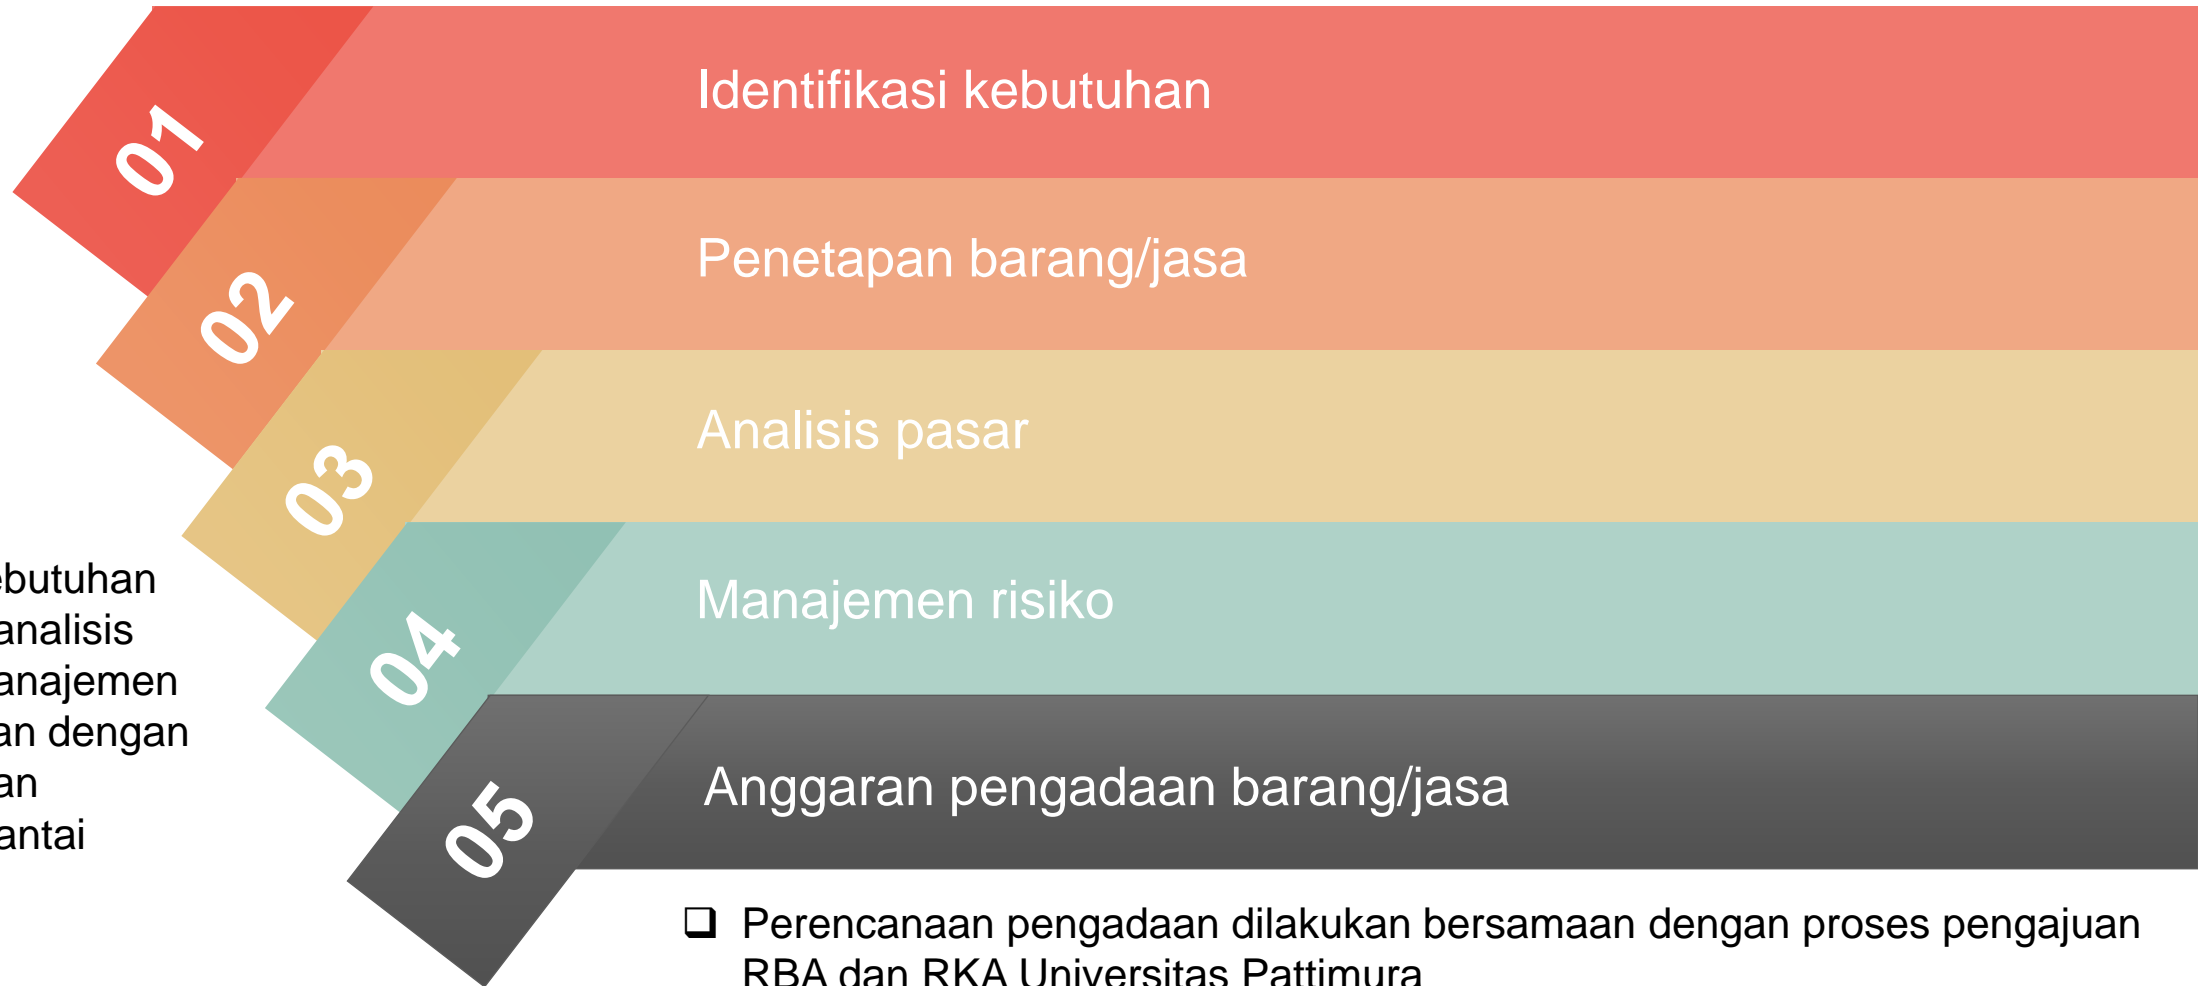 01
Identifikasi kebutuhan
02
Penetapan barang/jasa
03
Analisis pasar
04
Manajemen risiko
05
Anggaran pengadaan barang/jasa
ebutuhan
analisis
anajemen
an dengan
an
antai
❑ Perencanaan pengadaan dilakukan bersamaan dengan proses pengajuan
RBA dan RKA Universitas Pattimura